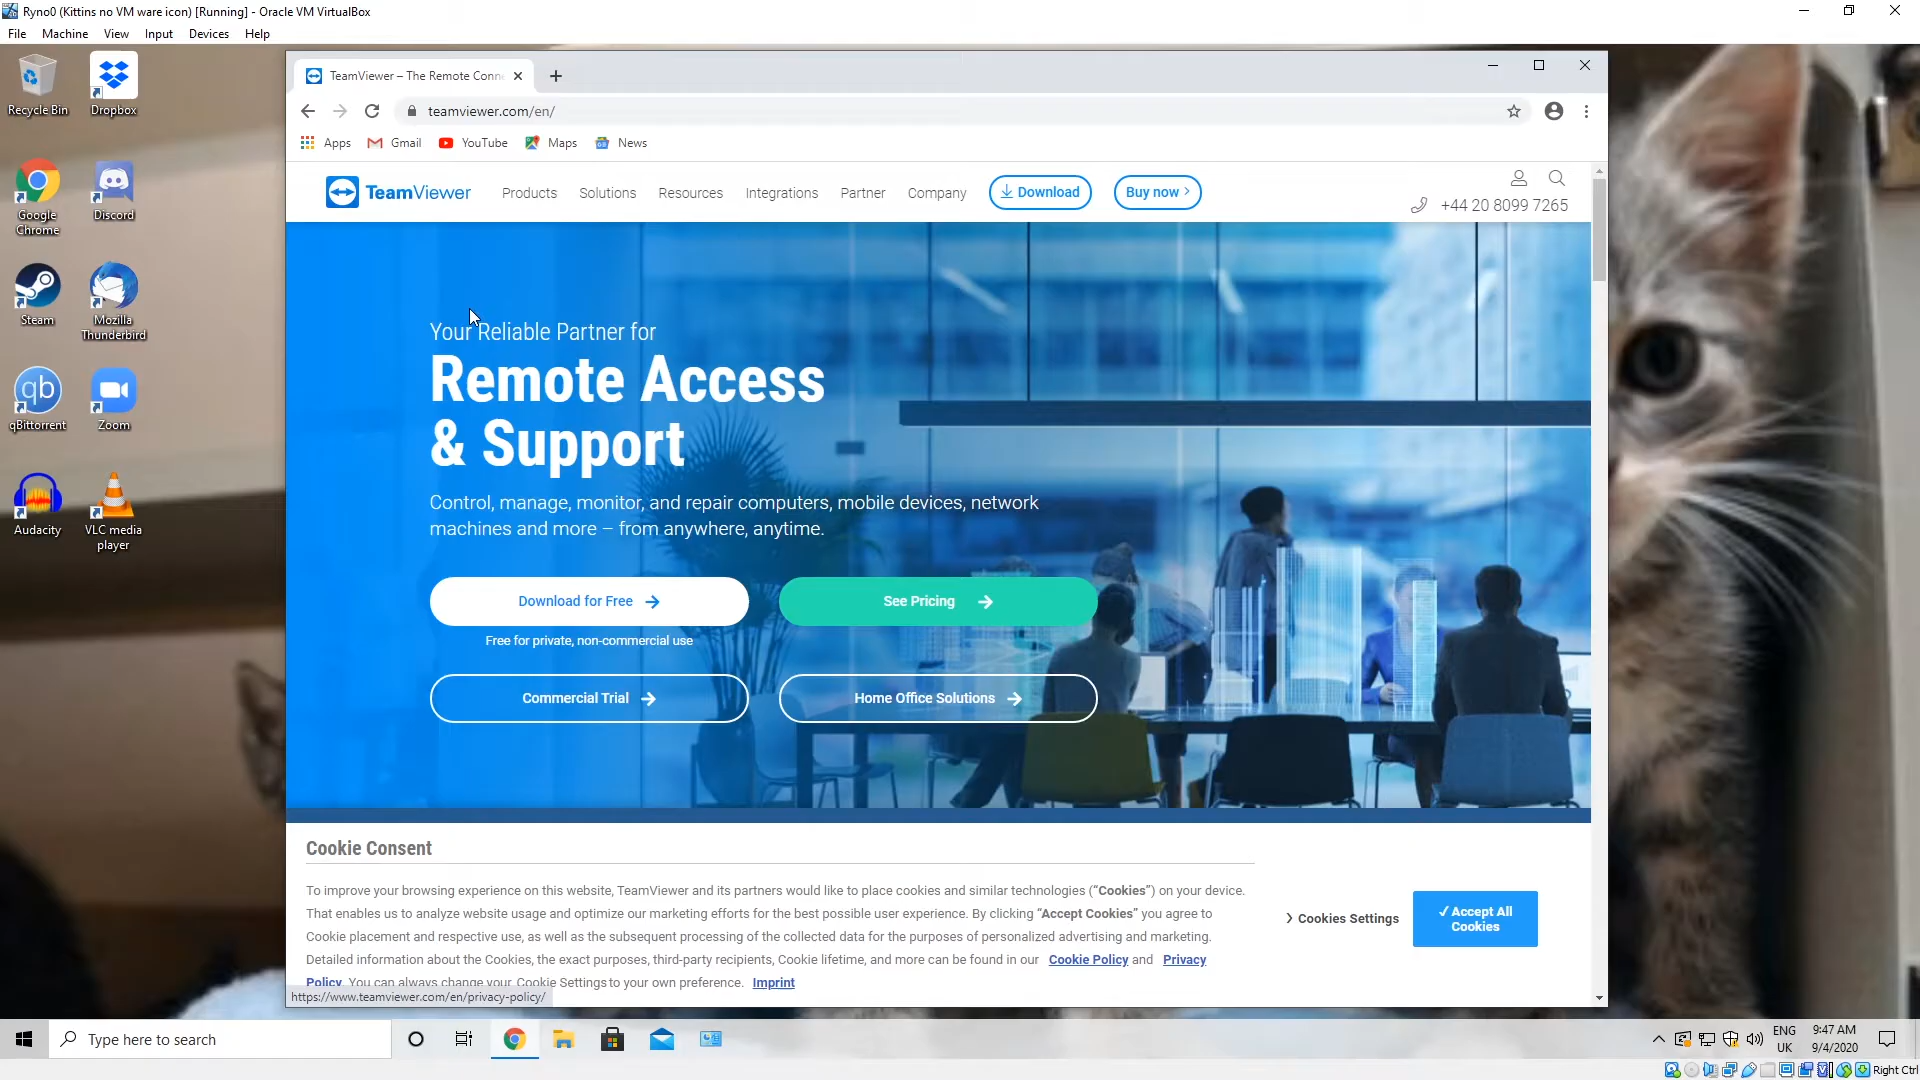 Ryno0 (Kittins no VM ware icon) [Running] - Oracle VM VirtualBox
File Machine View Input Devices Help
Recycle Bin
Dropbox
Google Chrome
Discord
Steam
Mozilla Thunderbird
qBittorrent
Zoom
Audacity
VLC media player
TeamViewer – The Remote Conne
teamviewer.com/en/
Apps Gmail YouTube Maps News
TeamViewer Products Solutions Resources Integrations Partner Company Download Buy now
+44 20 8099 7265
Your Reliable Partner for
Remote Access
& Support
Control, manage, monitor, and repair computers, mobile devices, network
machines and more – from anywhere, anytime.
Download for Free See Pricing
Free for private, non-commercial use
Commercial Trial Home Office Solutions
Cookie Consent
To improve your browsing experience on this website, TeamViewer and its partners would like to place cookies and similar technologies (“Cookies”) on your device.
That enables us to analyze website usage and optimize our marketing efforts for the best possible user experience. By clicking “Accept Cookies” you agree to
Cookie placement and respective use, as well as the subsequent processing of the collected data for the purposes of personalized advertising and marketing.
Detailed information about the Cookies, the exact purposes, third-party recipients, Cookie lifetime, and more can be found in our Cookie Policy and Privacy
Policy. You can always change your Cookie Settings to your own preference. Imprint
Cookies Settings
✓Accept All
Cookies
https://www.teamviewer.com/en/privacy-policy/
Type here to search
ENG
UK
9:47 AM
9/4/2020
Right Ctrl